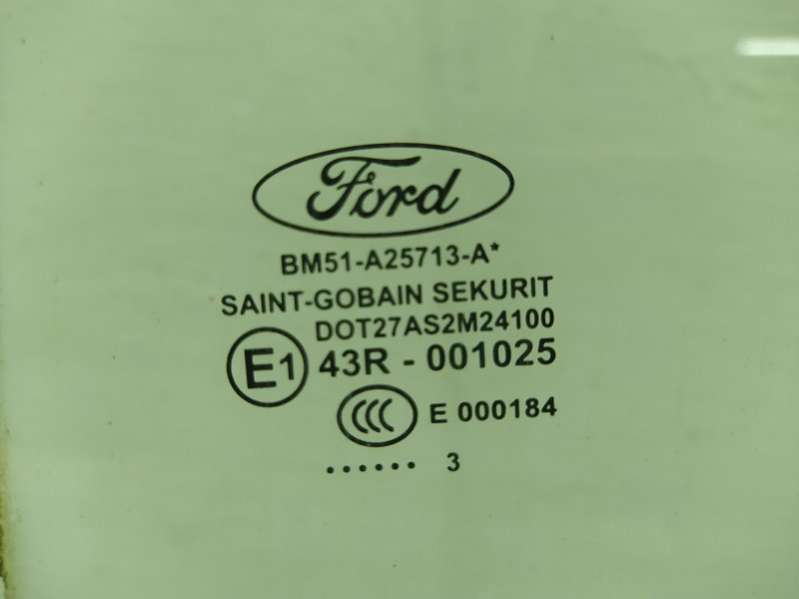 Ford
BM51-A25713-A*
SAINT-GOBAIN SEKURIT
DOT27AS2M24100
E1 43R - 001025
CCC E 000184
...... 3